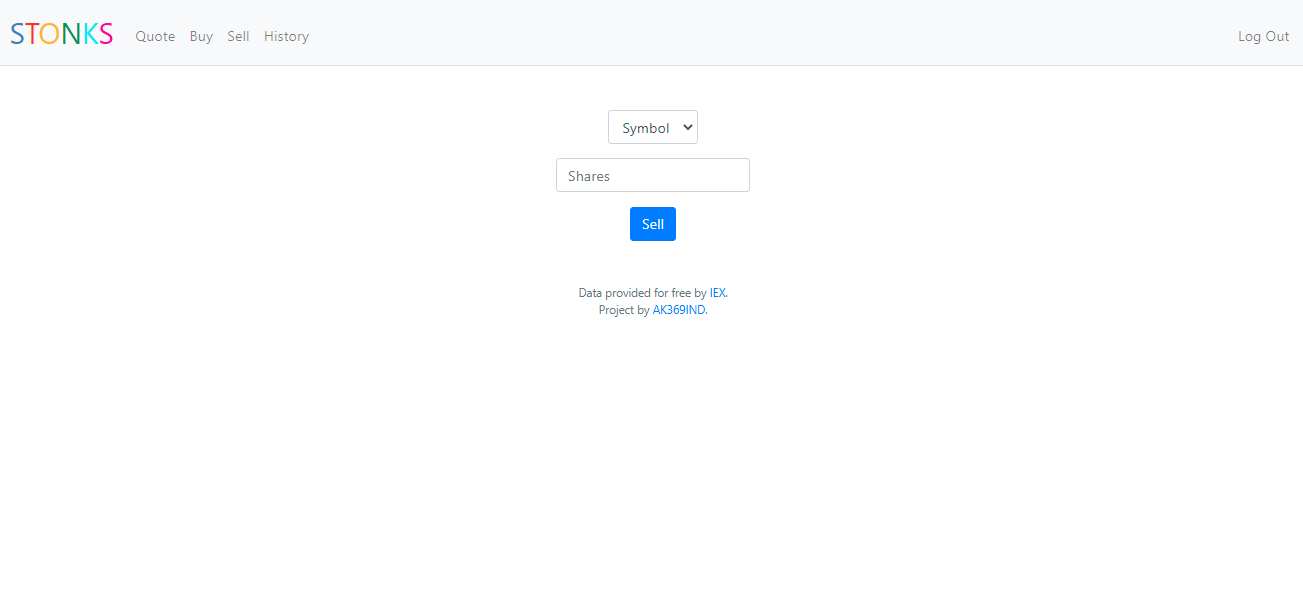 STONKS Quote Buy Sell History Log Out
Symbol
Shares
Sell
Data provided for free by IEX.
Project by AK369IND.